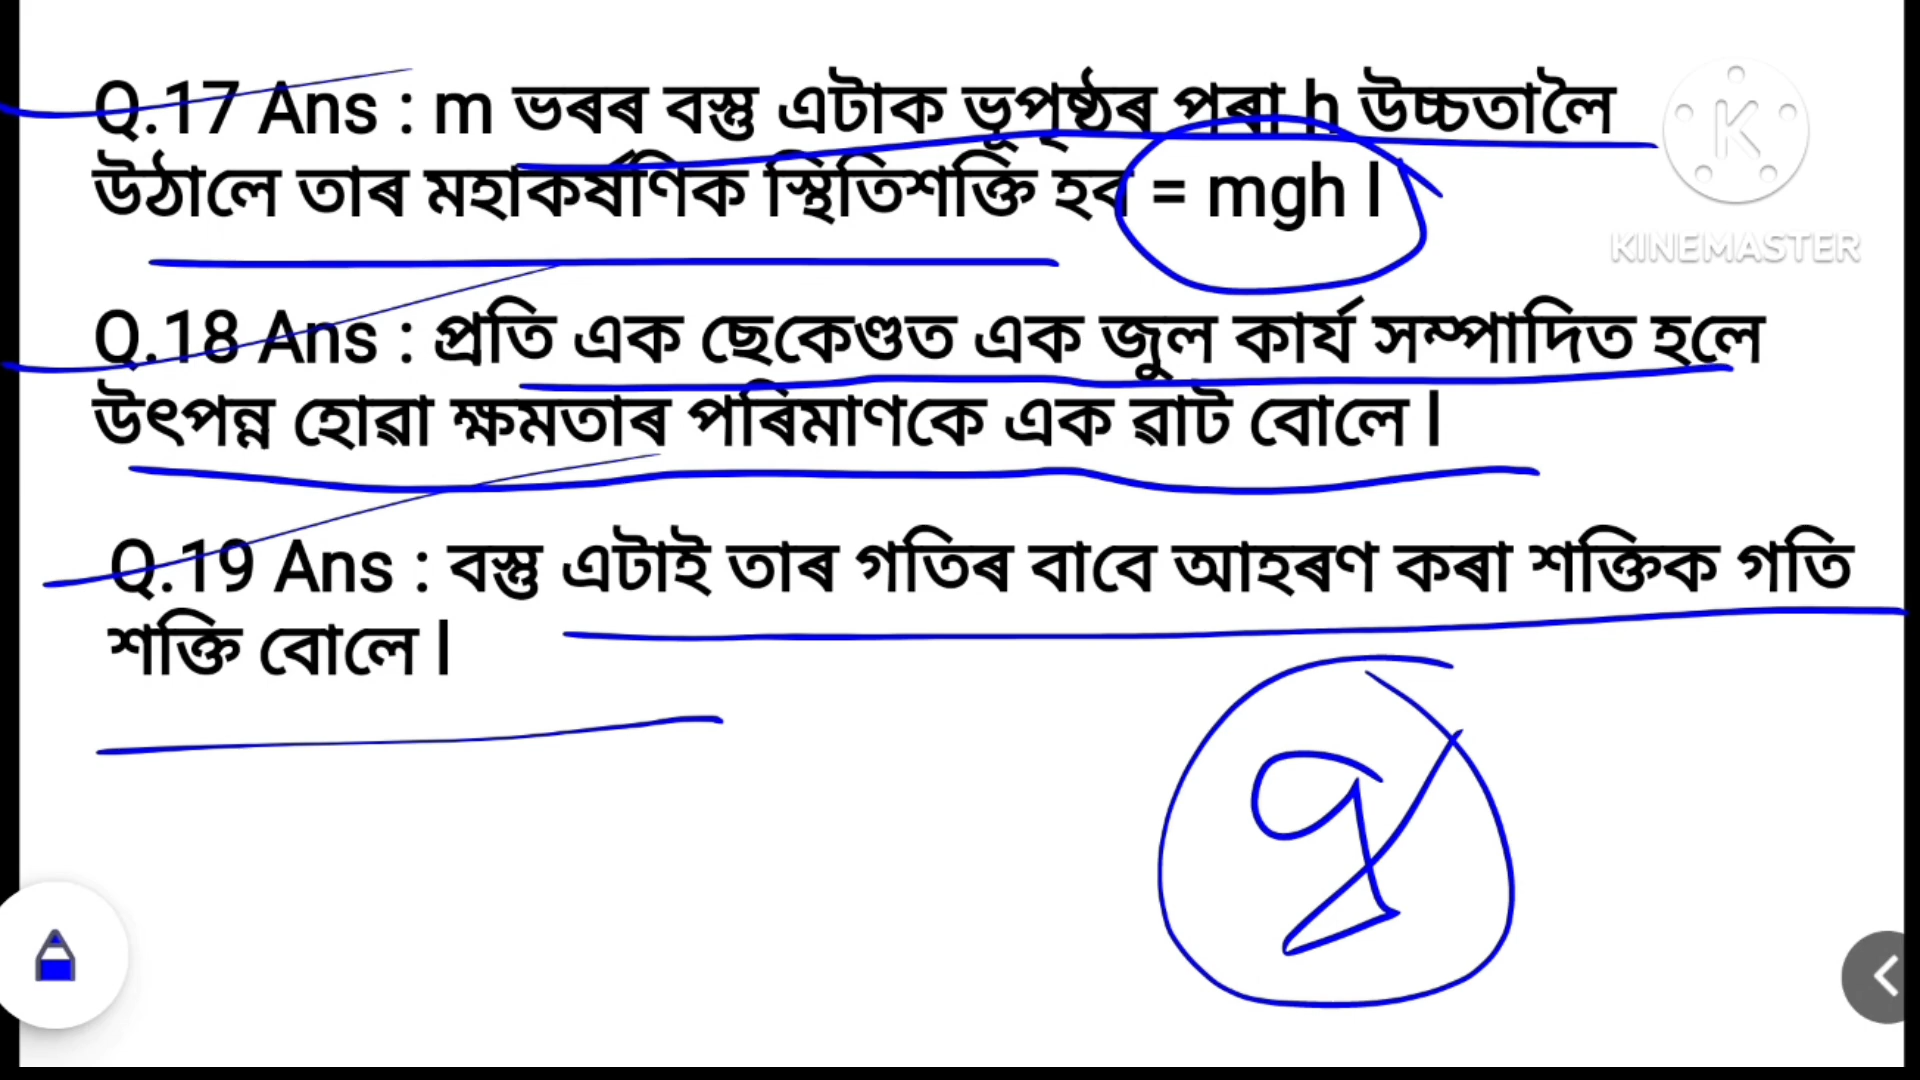 Q.17 Ans : m ভৰৰ বস্তু এটাক ভূপৃষ্ঠৰ পৰা h উচ্চতালৈ
উঠালে তাৰ মহাকৰ্ষণিক স্থিতিশক্তি হব = mgh l
K
KINEMASTER
Q.18 Ans : প্ৰতি এক ছেকেণ্ডত এক জুল কাৰ্য সম্পাদিত হলে
উৎপন্ন হোৱা ক্ষমতাৰ পৰিমাণকে এক ৱাট বোলে l
Q.19 Ans : বস্তু এটাই তাৰ গতিৰ বাবে আহৰণ কৰা শক্তিক গতি
শক্তি বোলে l
g